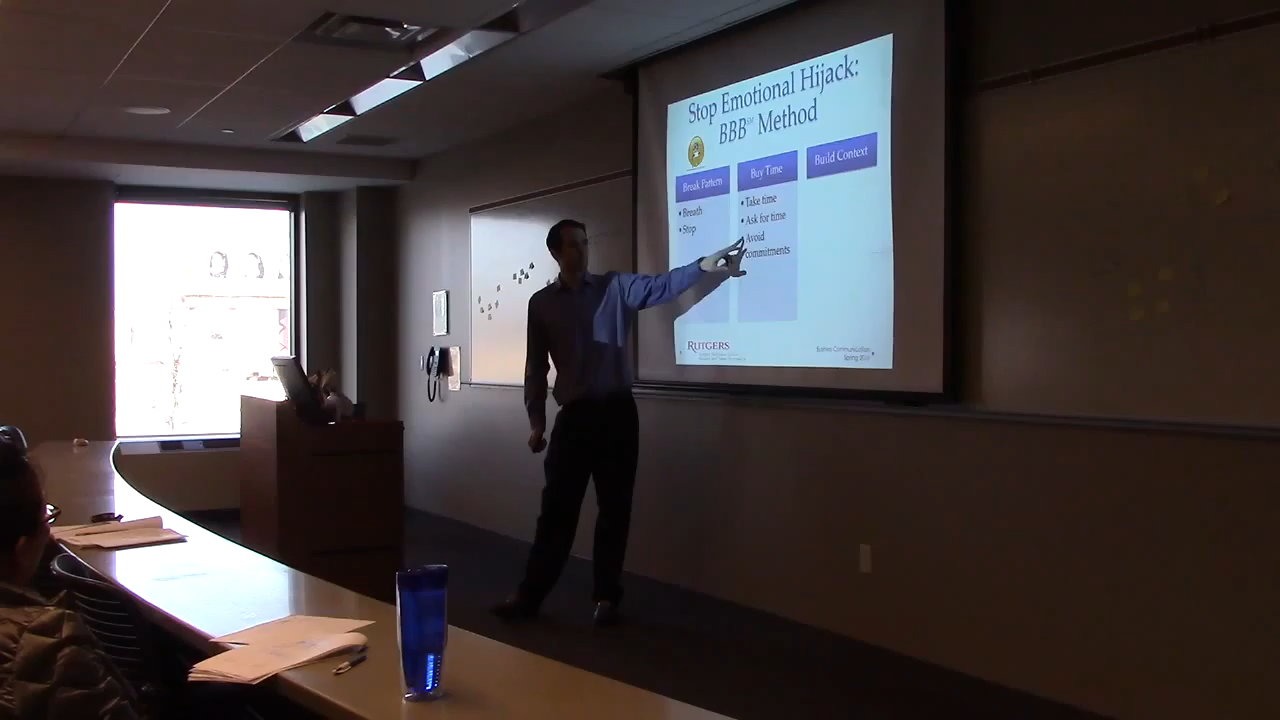 Stop Emotional Hijack:
BBB℠ Method
Break Pattern
• Breath
• Stop
Buy Time
• Take time
• Ask for time
• Avoid
commitments
Build Context
RUTGERS
Business Communication